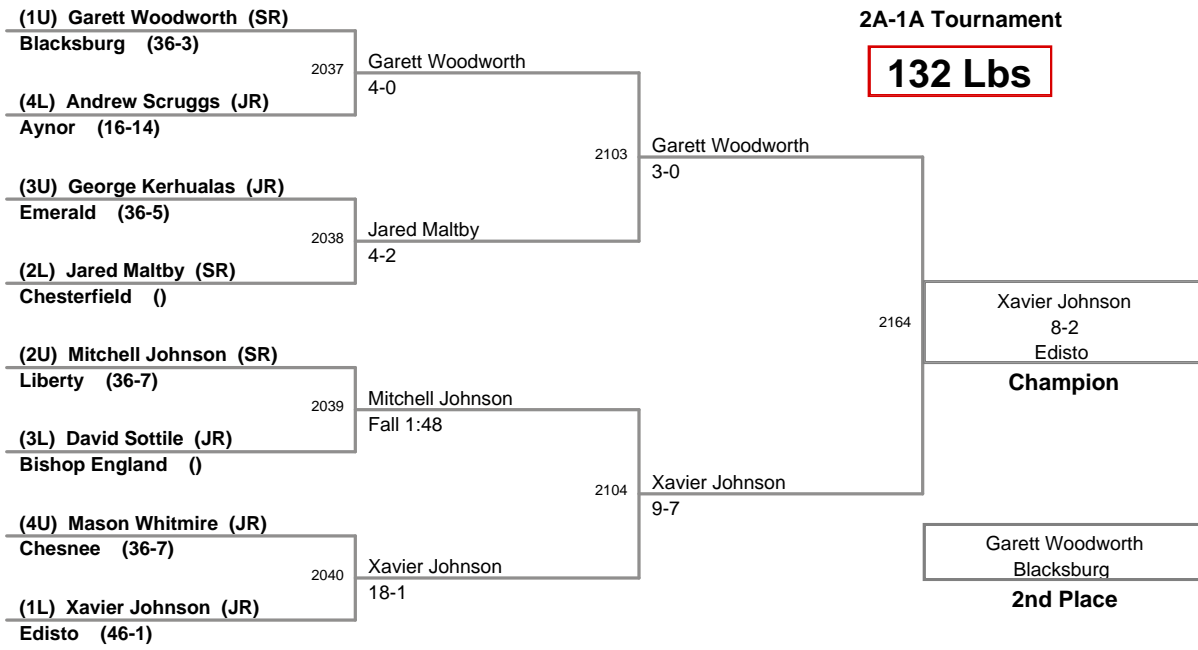 2A-1A Tournament
132 Lbs
(1U) Garett Woodworth (SR)
Blacksburg (36-3)
2037
(4L) Andrew Scruggs (JR)
Aynor (16-14)
(3U) George Kerhualas (JR)
Emerald (36-5)
2038
(2L) Jared Maltby (SR)
Chesterfield ()
(2U) Mitchell Johnson (SR)
Liberty (36-7)
2039
(3L) David Sottile (JR)
Bishop England ()
(4U) Mason Whitmire (JR)
Chesnee (36-7)
2040
(1L) Xavier Johnson (JR)
Edisto (46-1)
Garett Woodworth
4-0
2103
Jared Maltby
4-2
Mitchell Johnson
Fall 1:48
2104
Xavier Johnson
18-1
Garett Woodworth
3-0
2164
Xavier Johnson
9-7
Xavier Johnson
8-2
Edisto
Champion
Garett Woodworth
Blacksburg
2nd Place